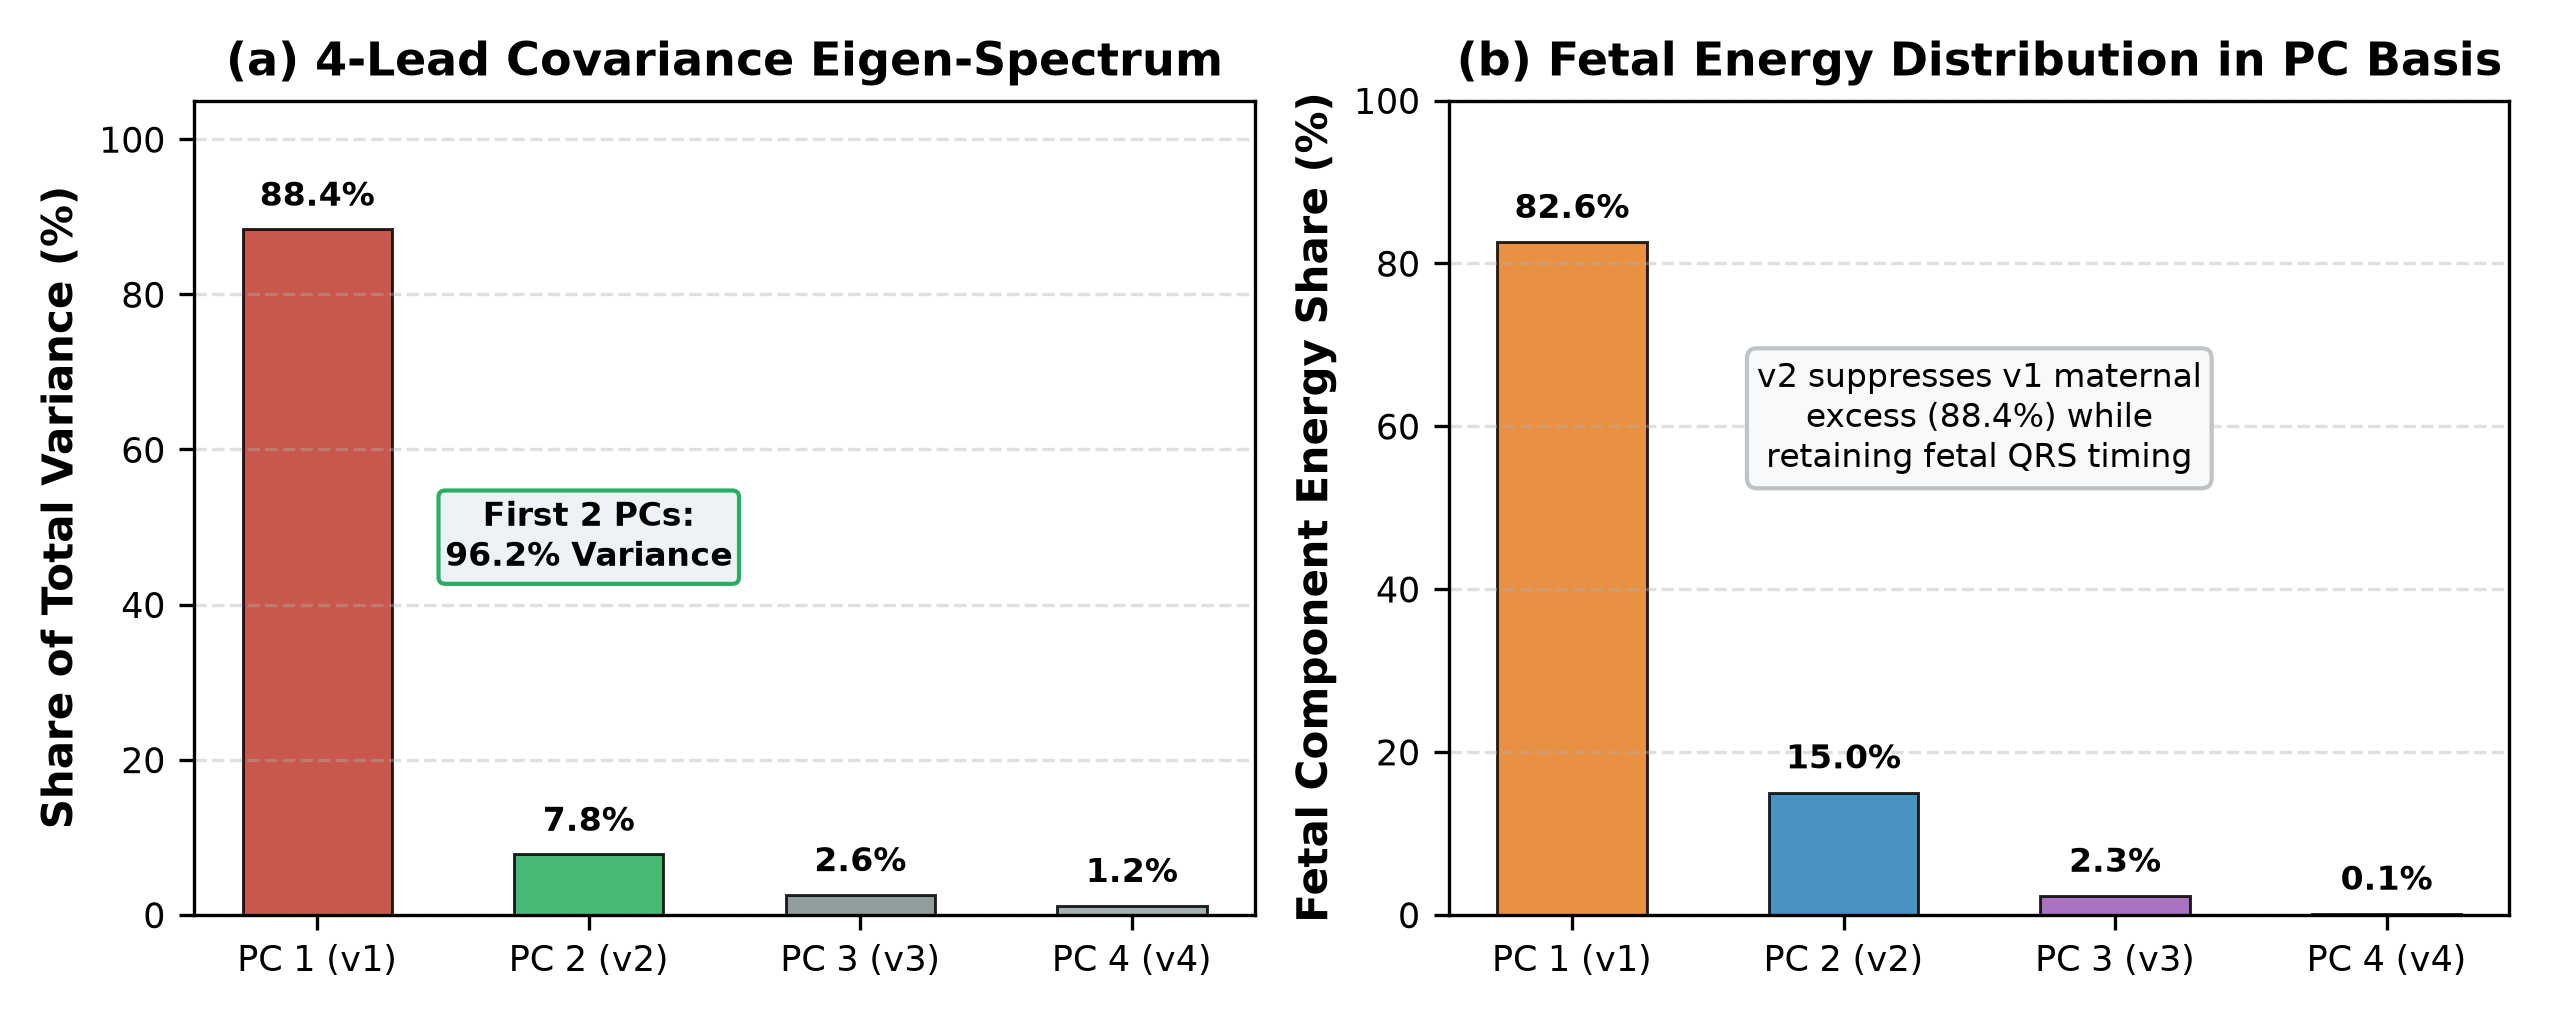 (a) 4-Lead Covariance Eigen-Spectrum
Share of Total Variance (%)
100
80
60
40
20
0
88.4%
7.8%
2.6%
1.2%
First 2 PCs:
96.2% Variance
PC 1 (v1)
PC 2 (v2)
PC 3 (v3)
PC 4 (v4)
(b) Fetal Energy Distribution in PC Basis
Fetal Component Energy Share (%)
100
80
60
40
20
0
82.6%
15.0%
2.3%
0.1%
v2 suppresses v1 maternal
excess (88.4%) while
retaining fetal QRS timing
PC 1 (v1)
PC 2 (v2)
PC 3 (v3)
PC 4 (v4)